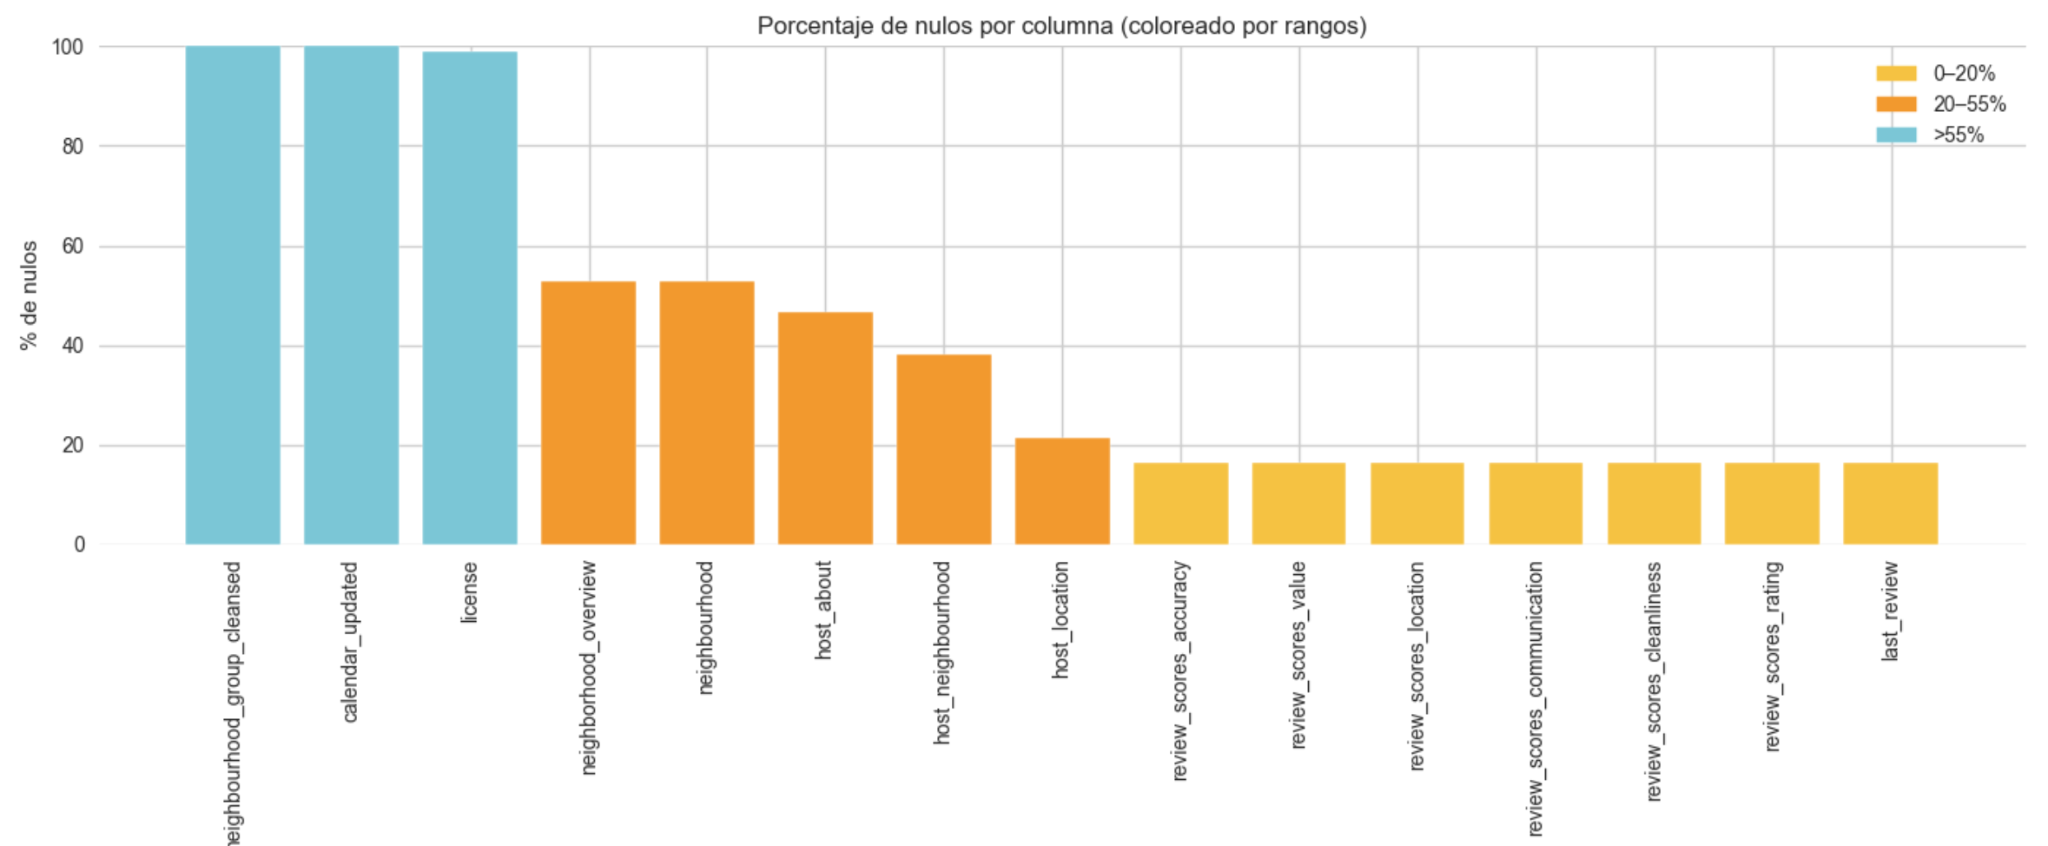 Porcentaje de nulos por columna (coloreado por rangos)
100
80
60
40
20
0
% de nulos
0–20%
20–55%
>55%
neighbourhood_group_cleansed
calendar_updated
license
neighborhood_overview
neighbourhood
host_about
host_neighbourhood
host_location
review_scores_accuracy
review_scores_value
review_scores_location
review_scores_communication
review_scores_cleanliness
review_scores_rating
last_review